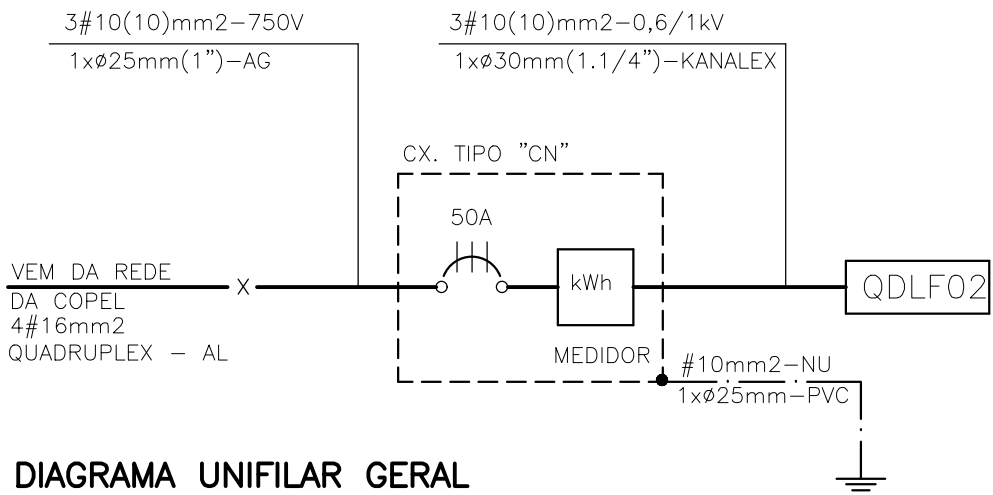 3#10(10)mm2-750V
1xø25mm(1")-AG
3#10(10)mm2-0,6/1kV
1xø30mm(1.1/4")-KANALEX
CX. TIPO "CN"
50A
VEM DA REDE
X
kWh
QDLF02
DA COPEL
4#16mm2
QUADRUPLEX - AL
MEDIDOR
#10mm2-NU
1xø25mm-PVC
DIAGRAMA UNIFILAR GERAL